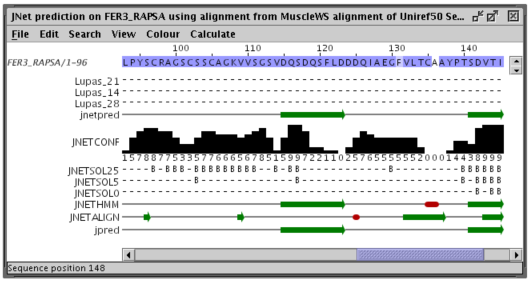 JNet prediction on FER3_RAPSA using alignment from MuscleWS alignment of Uniref50 Se...
File Edit Search View Colour Calculate
100 110 120 130 140
FER3_RAPSA/1-96 LPYSCRAGSCSSCAGKVVSGSVDQSDQSFLDDDQIAEGFVLTCAAYPTSDVTI
Lupas_21
Lupas_14
Lupas_28
jnetpred
JNETCONF
JNETSOL25
JNETSOL5
JNETSOL0
JNETHMM
JNETALIGN
jpred
Sequence position 148